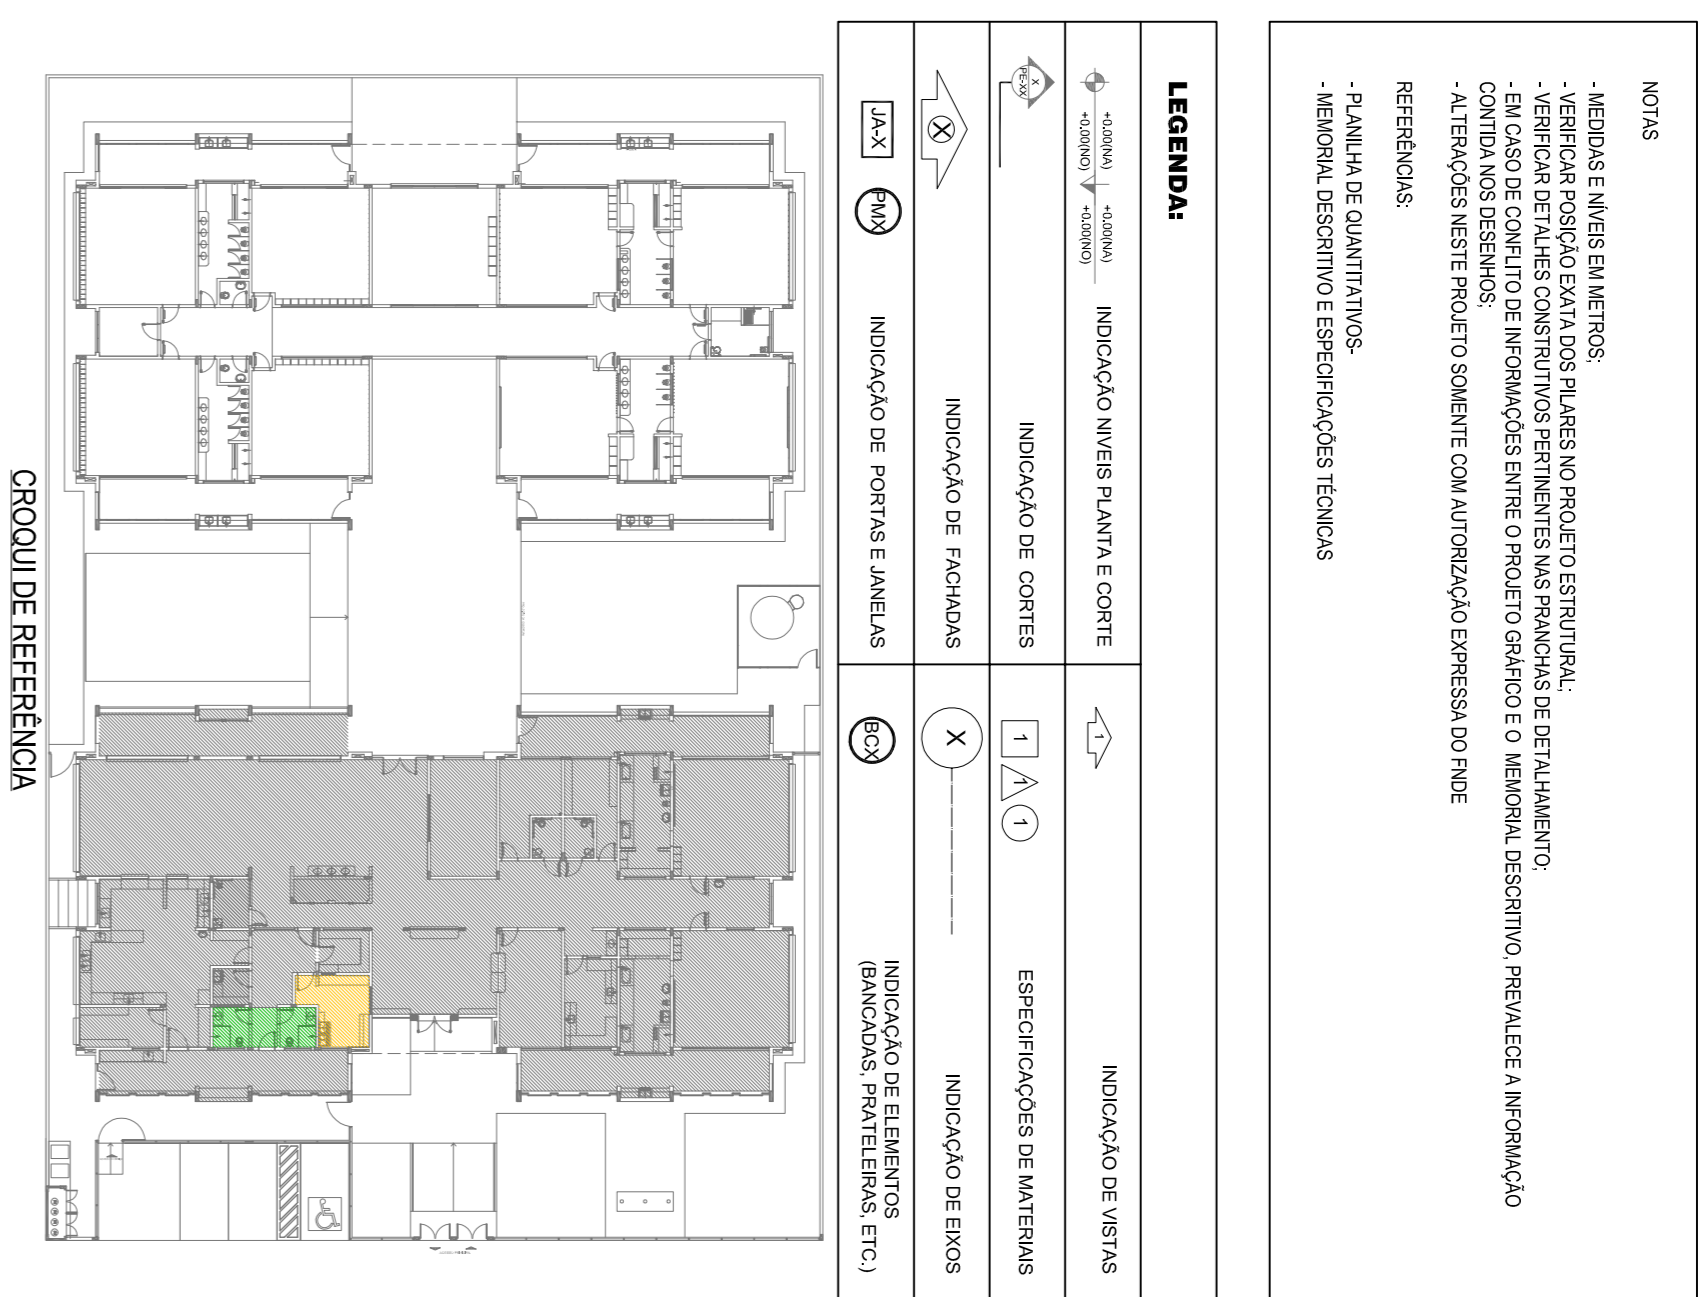 NOTAS
- MEDIDAS E NÍVEIS EM METROS;
- VERIFICAR POSIÇÃO EXATA DOS PILARES NO PROJETO ESTRUTURAL;
- VERIFICAR DETALHES CONSTRUTIVOS PERTINENTES NAS PRANCHAS DE DETALHAMENTO;
- EM CASO DE CONFLITO DE INFORMAÇÕES ENTRE O PROJETO GRÁFICO E O MEMORIAL DESCRITIVO, PREVALECE A INFORMAÇÃO
CONTIDA NOS DESENHOS;
- ALTERAÇÕES NESTE PROJETO SOMENTE COM AUTORIZAÇÃO EXPRESSA DO FNDE
REFERÊNCIAS:
- PLANILHA DE QUANTITATIVOS-
- MEMORIAL DESCRITIVO E ESPECIFICAÇÕES TÉCNICAS
LEGENDA:
+0.00(NA) +0.00(NA)
+0.00(NO) +0.00(NO)
INDICAÇÃO NIVEIS PLANTA E CORTE
1
INDICAÇÃO DE VISTAS
X
PE-XX
INDICAÇÃO DE CORTES
1 1 1
ESPECIFICAÇÕES DE MATERIAIS
X
INDICAÇÃO DE FACHADAS
X
INDICAÇÃO DE EIXOS
JA-X PMX
INDICAÇÃO DE PORTAS E JANELAS
BCX
INDICAÇÃO DE ELEMENTOS
(BANCADAS, PRATELEIRAS, ETC.)
CROQUI DE REFERÊNCIA